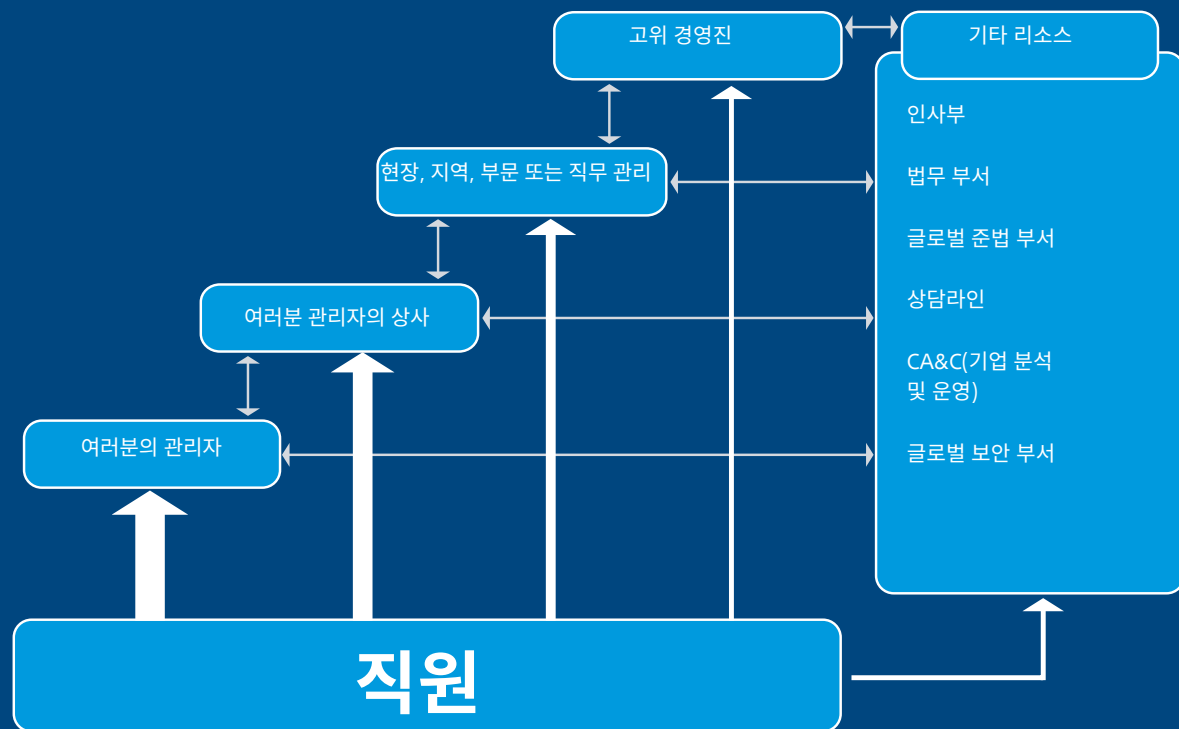 고위 경영진
기타 리소스
현장, 지역, 부문 또는 직무 관리
여러분 관리자의 상사
여러분의 관리자
인사부
법무 부서
글로벌 준법 부서
상담라인
CA&C(기업 분석
및 운영)
글로벌 보안 부서
직원